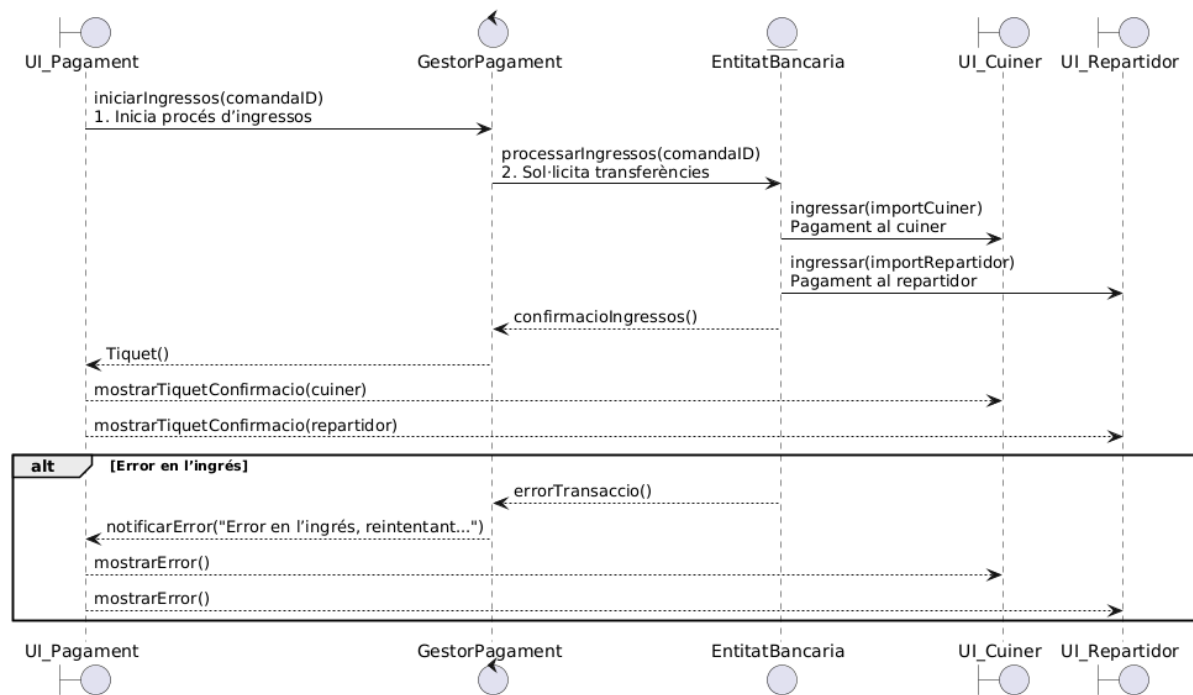 UI_Pagament GestorPagament EntitatBancaria UI_Cuiner UI_Repartidor
iniciarIngressos(comandaID)
1. Inicia procés d’ingressos
processarIngressos(comandaID)
2. Sol·licita transferències
ingressar(importCuiner)
Pagament al cuiner
ingressar(importRepartidor)
Pagament al repartidor
confirmacioIngressos()
Tiquet()
mostrarTiquetConfirmacio(cuiner)
mostrarTiquetConfirmacio(repartidor)
alt [Error en l’ingrés]
errorTransaccio()
notificarError("Error en l’ingrés, reintentant...")
mostrarError()
mostrarError()
UI_Pagament GestorPagament EntitatBancaria UI_Cuiner UI_Repartidor